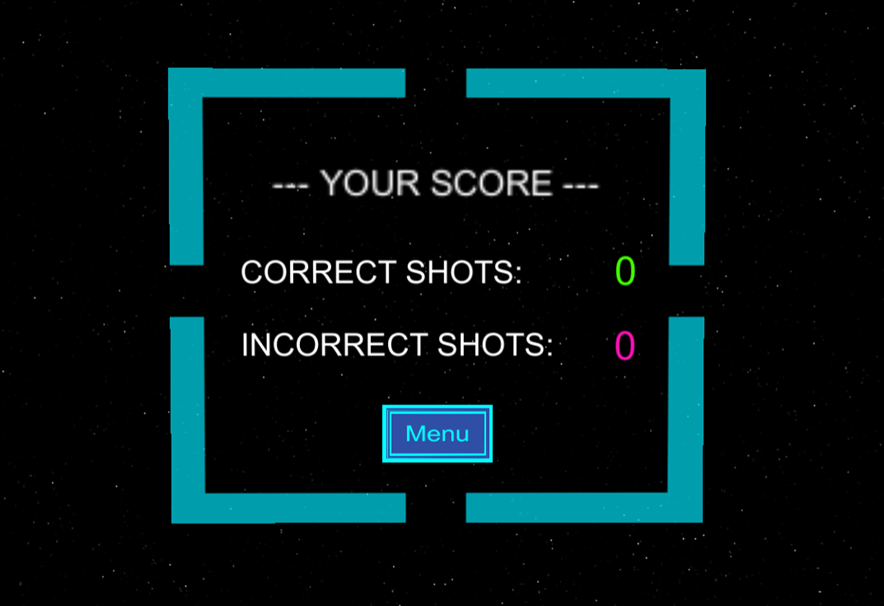 --- YOUR SCORE ---
CORRECT SHOTS: 0
INCORRECT SHOTS: 0
Menu